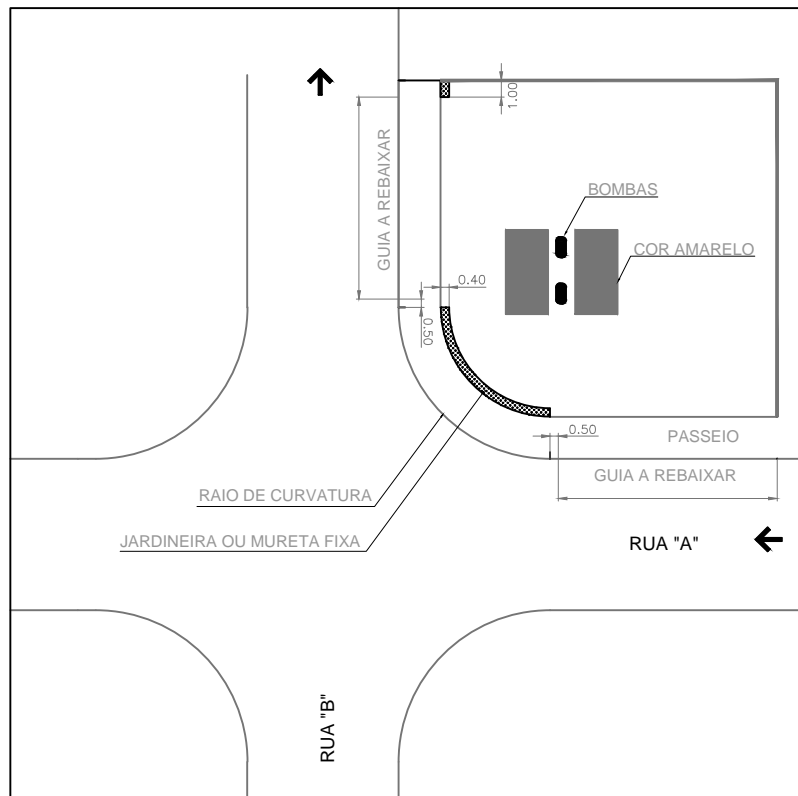 1.00
GUIA A REBAIXAR
BOMBAS
COR AMARELO
0.40
0.50
0.50
PASSEIO
GUIA A REBAIXAR
RAIO DE CURVATURA
JARDINEIRA OU MURETA FIXA
RUA "A"
RUA "B"